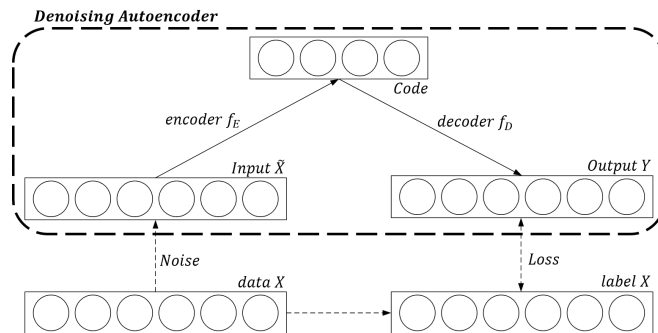 Denoising Autoencoder
Code
encoder f_E
decoder f_D
Input X̃
Output Y
Noise
Loss
data X
label X